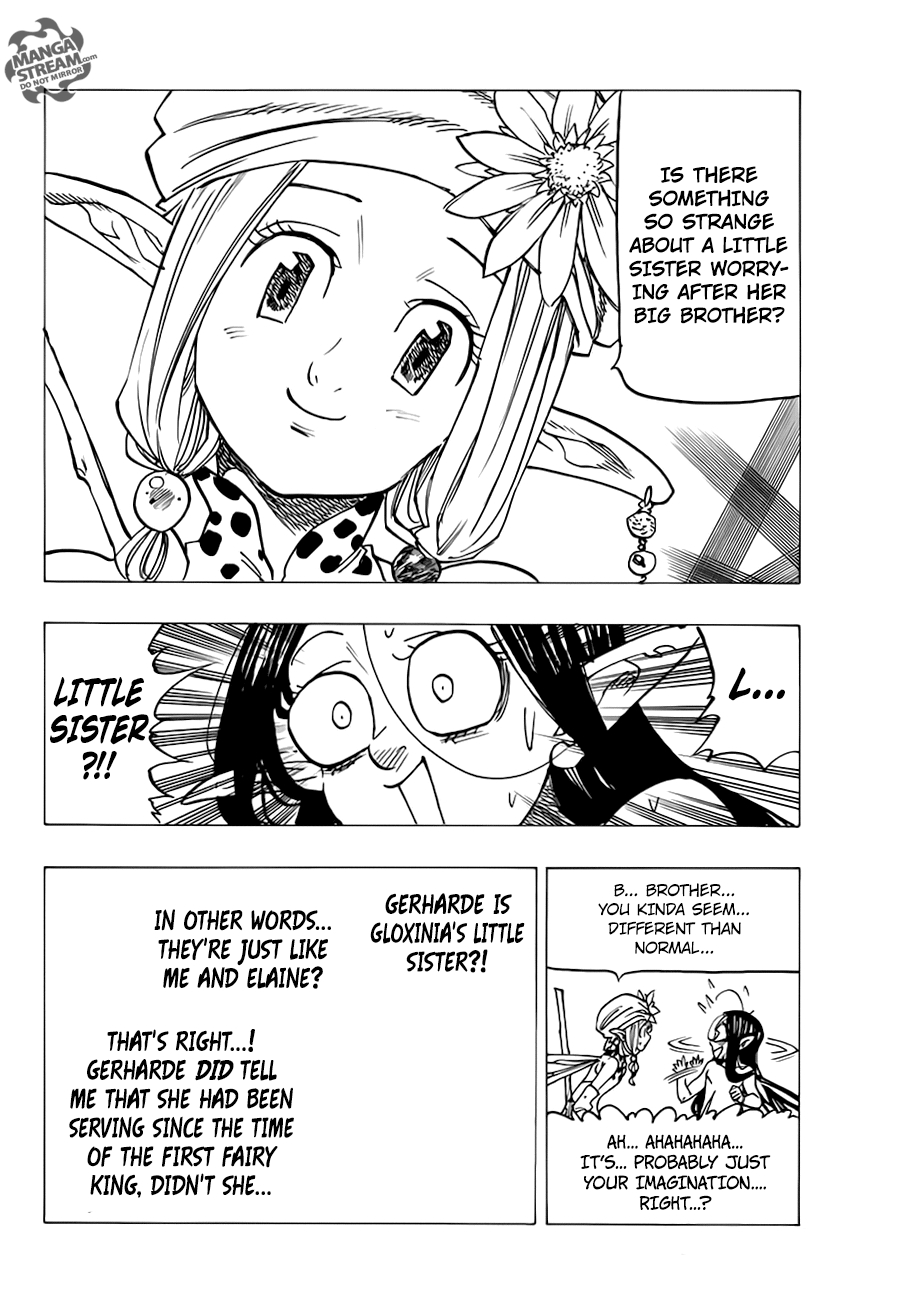 MANGA
STREAM.com
DO NOT MIRROR
IS THERE
SOMETHING
SO STRANGE
ABOUT A LITTLE
SISTER WORRY-
ING AFTER HER
BIG BROTHER?
L...
LITTLE
SISTER
?!!
B... BROTHER...
YOU KINDA SEEM...
DIFFERENT THAN
NORMAL...
AH... AHAHAHAHA...
IT'S... PROBABLY JUST
YOUR IMAGINATION....
RIGHT...?
GERHARDE IS
GLOXINIA'S LITTLE
SISTER?!
IN OTHER WORDS...
THEY'RE JUST LIKE
ME AND ELAINE?
THAT'S RIGHT...!
GERHARDE DID TELL
ME THAT SHE HAD BEEN
SERVING SINCE THE TIME
OF THE FIRST FAIRY
KING, DIDN'T SHE...